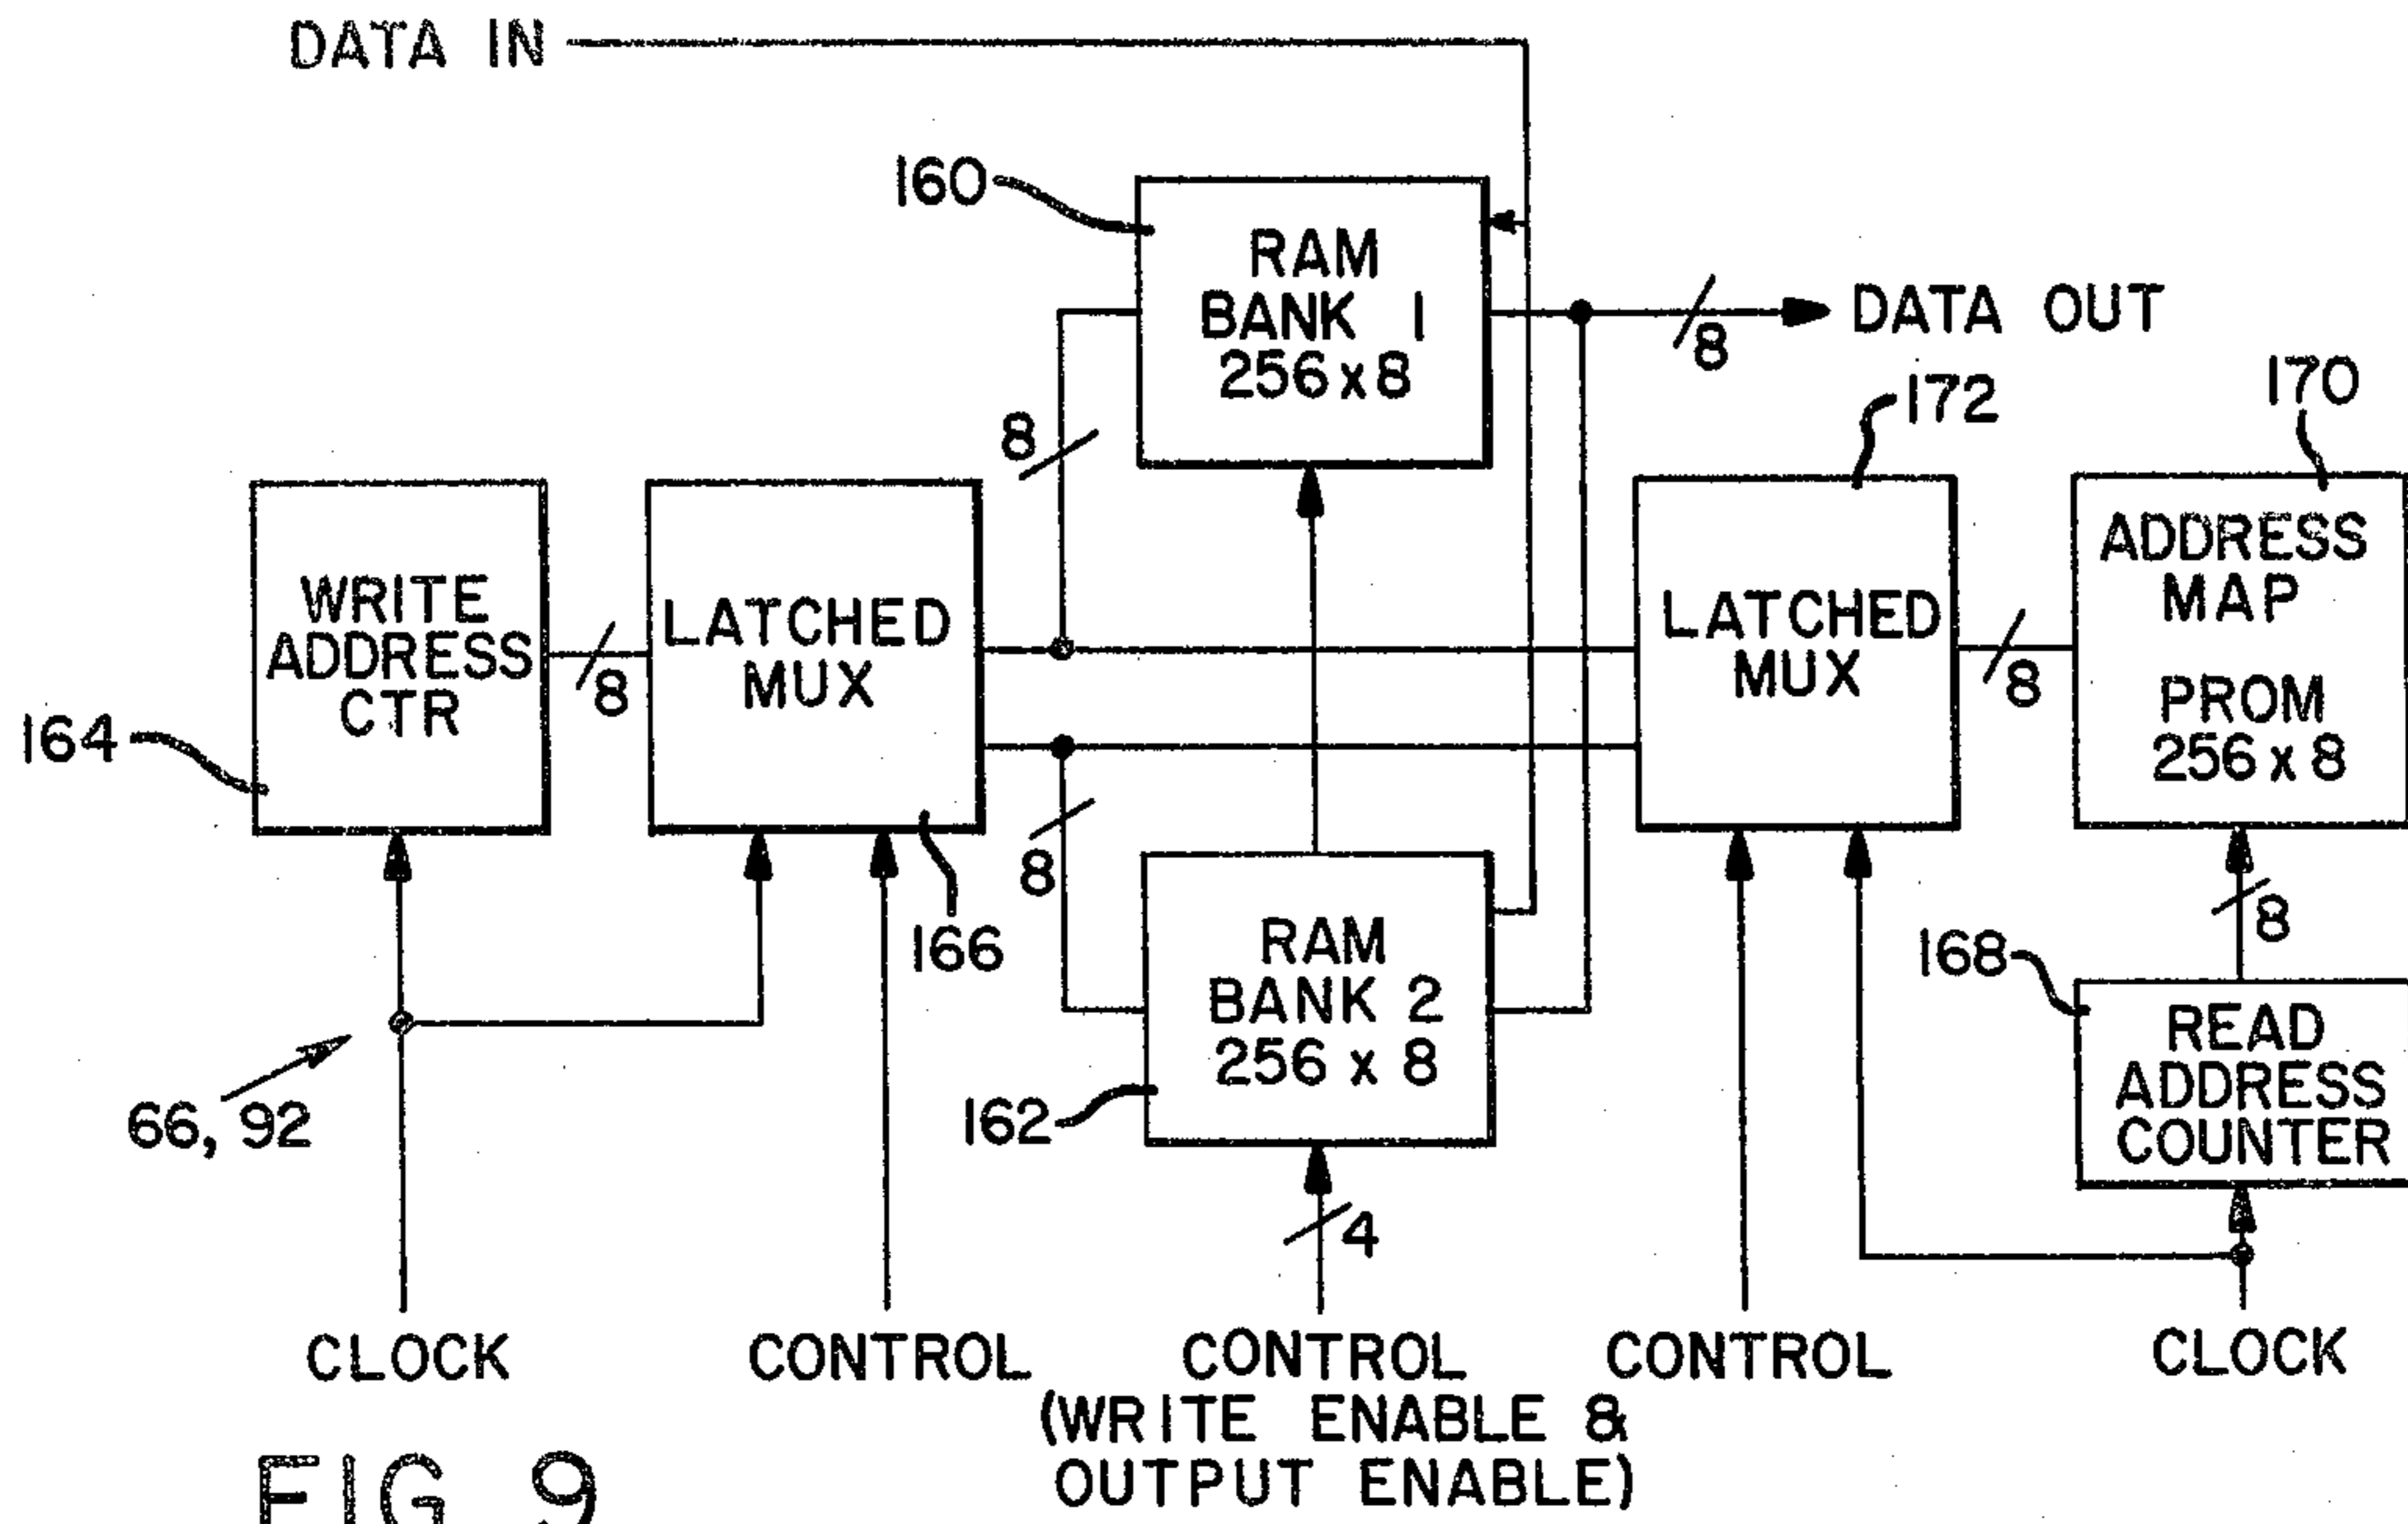 DATA IN
160
RAM
BANK 1
256 x 8
8
DATA OUT
8
172
170
8
WRITE
ADDRESS
CTR
8
LATCHED
MUX
LATCHED
MUX
8
ADDRESS
MAP
PROM
256 x 8
164
8
166
RAM
BANK 2
256 x 8
162
168
8
READ
ADDRESS
COUNTER
66, 92
4
CLOCK
CONTROL
CONTROL
(WRITE ENABLE &
OUTPUT ENABLE)
CONTROL
CLOCK
FIG 9